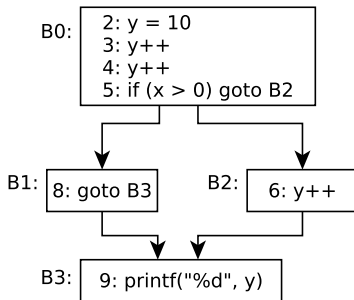 B0:
2: y = 10
3: y++
4: y++
5: if (x > 0) goto B2
B1:
8: goto B3
B2:
6: y++
B3:
9: printf("%d", y)